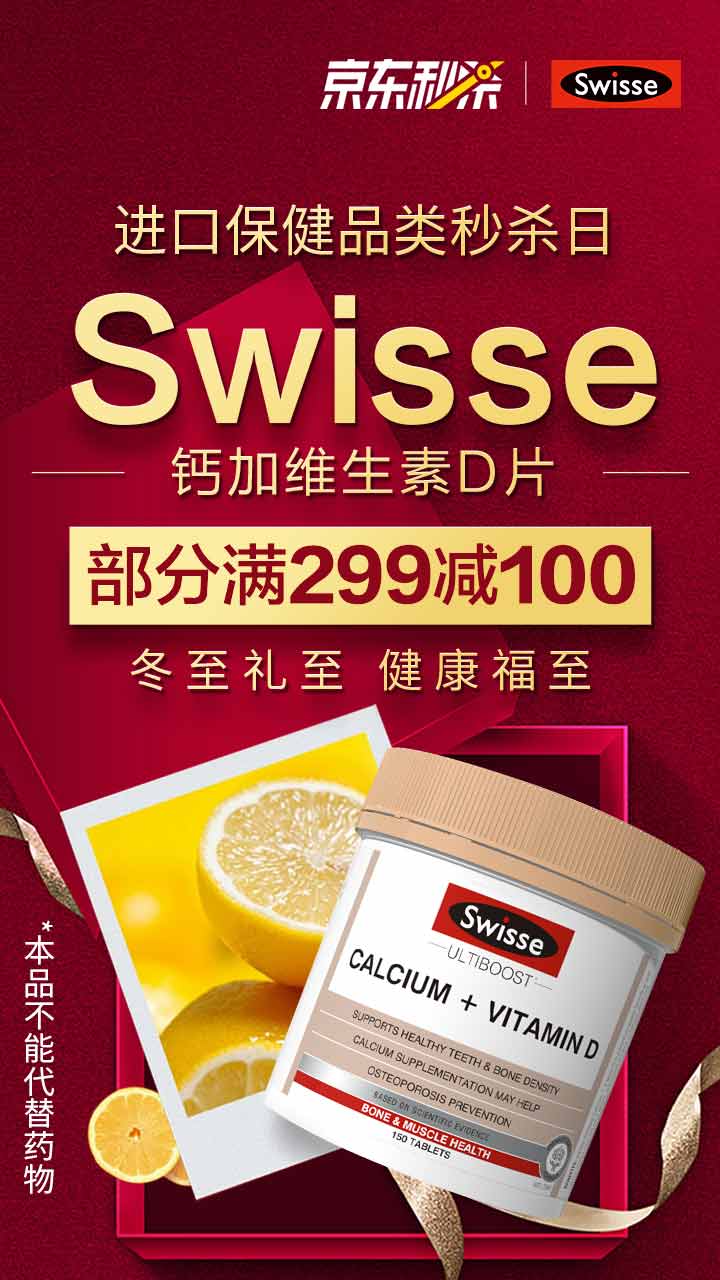 京东秒杀
Swisse
进口保健品类秒杀日
Swisse
钙加维生素D片
部分满299减100
冬至礼至 健康福至
*本品不能代替药物
Swisse
ULTIBOOST
CALCIUM + VITAMIN D
SUPPORTS HEALTHY TEETH & BONE DENSITY
CALCIUM SUPPLEMENTATION MAY HELP
OSTEOPOROSIS PREVENTION
BASED ON SCIENTIFIC EVIDENCE
BONE & MUSCLE HEALTH
150 TABLETS